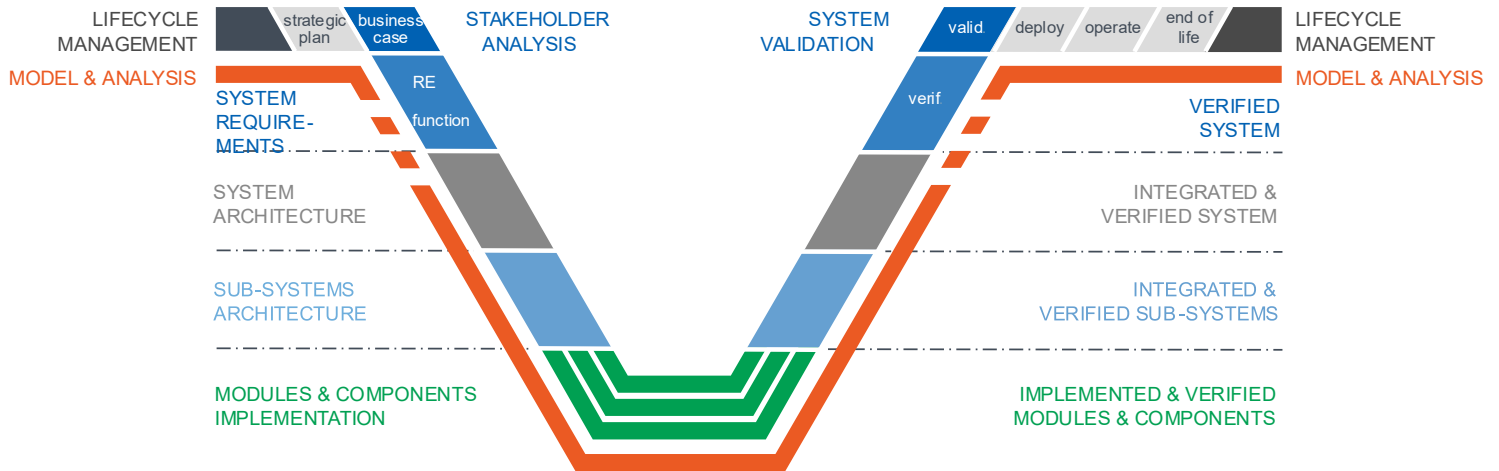 LIFECYCLE
MANAGEMENT
strategic
plan
business
case
STAKEHOLDER
ANALYSIS
SYSTEM
VALIDATION
valid.
deploy
operate
end of
life
LIFECYCLE
MANAGEMENT
MODEL & ANALYSIS
MODEL & ANALYSIS
RE
function
verif.
SYSTEM
REQUIRE-
MENTS
VERIFIED
SYSTEM
SYSTEM
ARCHITECTURE
INTEGRATED &
VERIFIED SYSTEM
SUB-SYSTEMS
ARCHITECTURE
INTEGRATED &
VERIFIED SUB-SYSTEMS
MODULES & COMPONENTS
IMPLEMENTATION
IMPLEMENTED & VERIFIED
MODULES & COMPONENTS